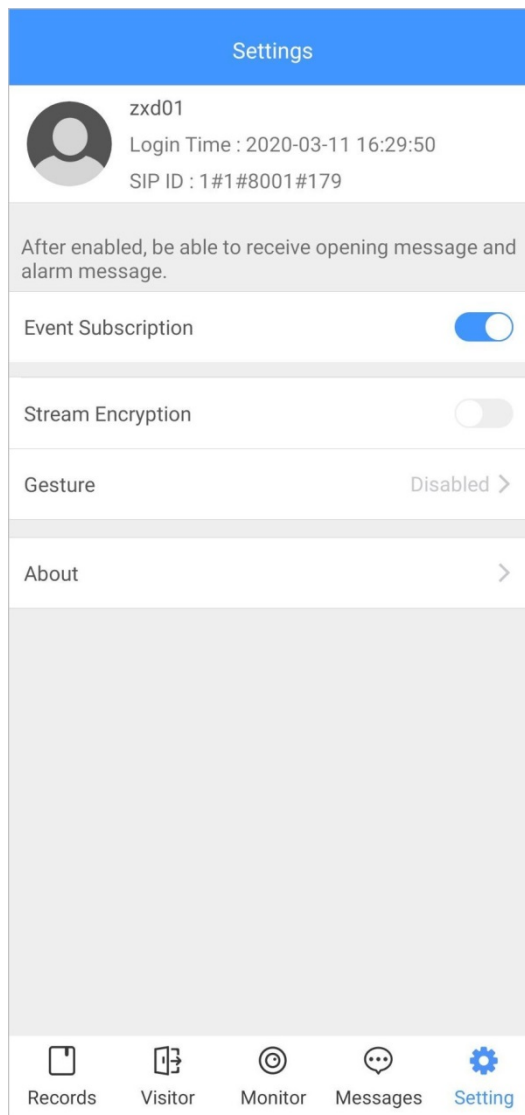 Settings
zxd01
Login Time : 2020-03-11 16:29:50
SIP ID : 1#1#8001#179
After enabled, be able to receive opening message and
alarm message.
Event Subscription
Stream Encryption
Gesture Disabled
About
Records Visitor Monitor Messages Setting